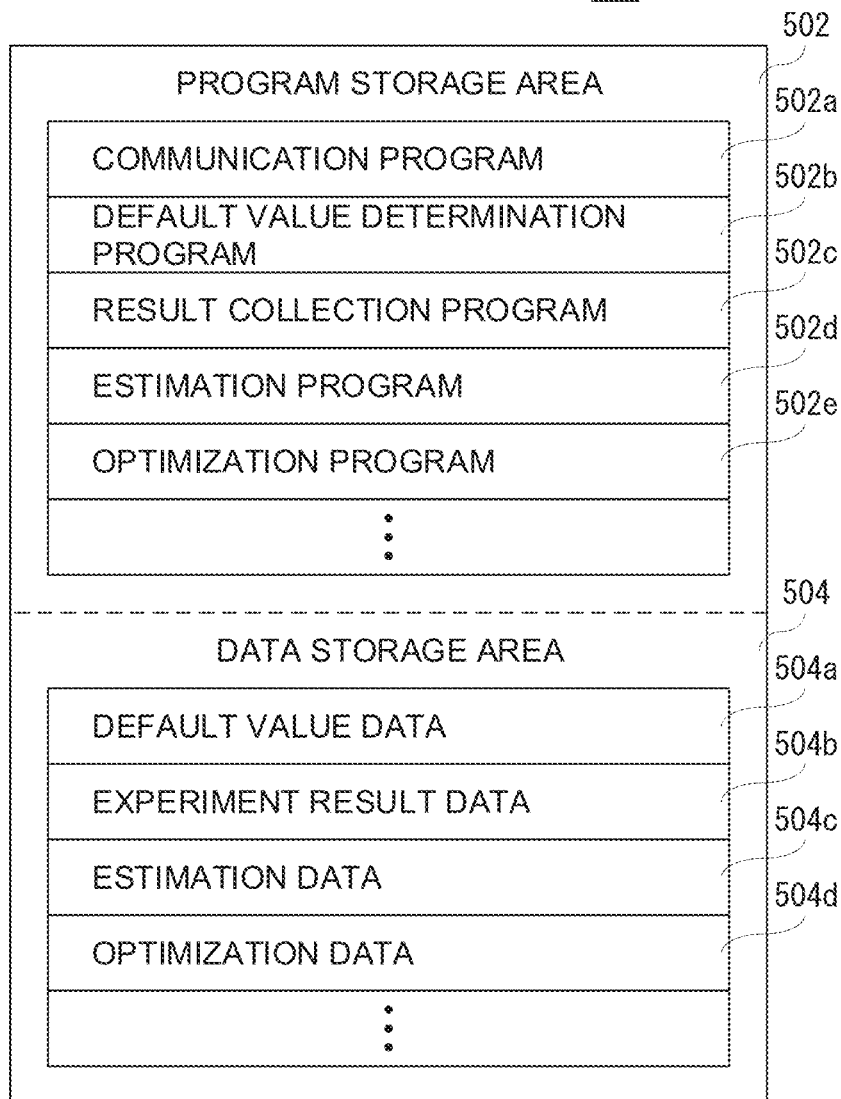 502
PROGRAM STORAGE AREA
502a
COMMUNICATION PROGRAM
502b
DEFAULT VALUE DETERMINATION
PROGRAM
502c
RESULT COLLECTION PROGRAM
502d
ESTIMATION PROGRAM
502e
OPTIMIZATION PROGRAM
504
DATA STORAGE AREA
504a
DEFAULT VALUE DATA
504b
EXPERIMENT RESULT DATA
504c
ESTIMATION DATA
504d
OPTIMIZATION DATA